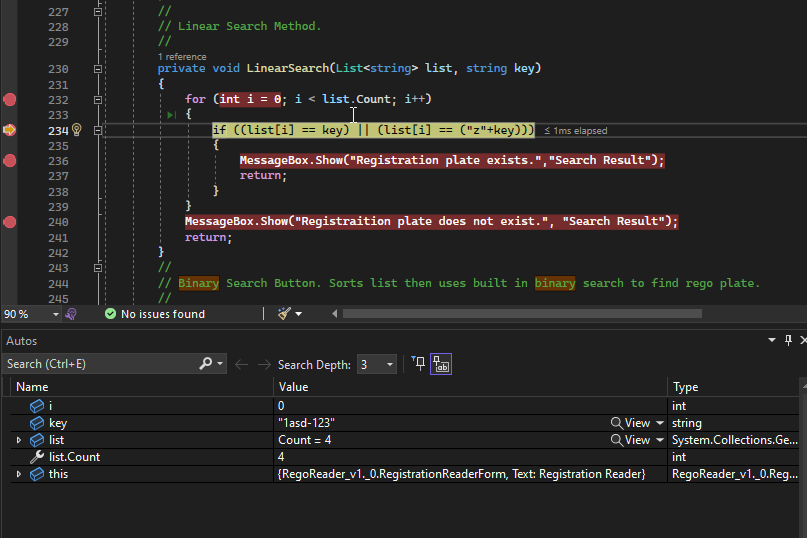 227 //
228 // Linear Search Method.
229 //
1 reference
230 private void LinearSearch(List<string> list, string key)
231 {
232 for (int i = 0; i < list.Count; i++)
233 {
234 if ((list[i] == key) || (list[i] == ("z"+key))) ≤ 1ms elapsed
235 {
236 MessageBox.Show("Registration plate exists.","Search Result");
237 return;
238 }
239 }
240 MessageBox.Show("Registraition plate does not exist.", "Search Result");
241 return;
242 }
243 //
244 // Binary Search Button. Sorts list then uses built in binary search to find rego plate.
245 //
90 % No issues found
Autos
Search (Ctrl+E) Search Depth: 3
Name Value Type
i 0 int
key "1asd-123" View string
list Count = 4 View System.Collections.Ge...
list.Count 4 int
this {RegoReader_v1._0.RegistrationReaderForm, Text: Registration Reader} RegoReader_v1._0.Reg...